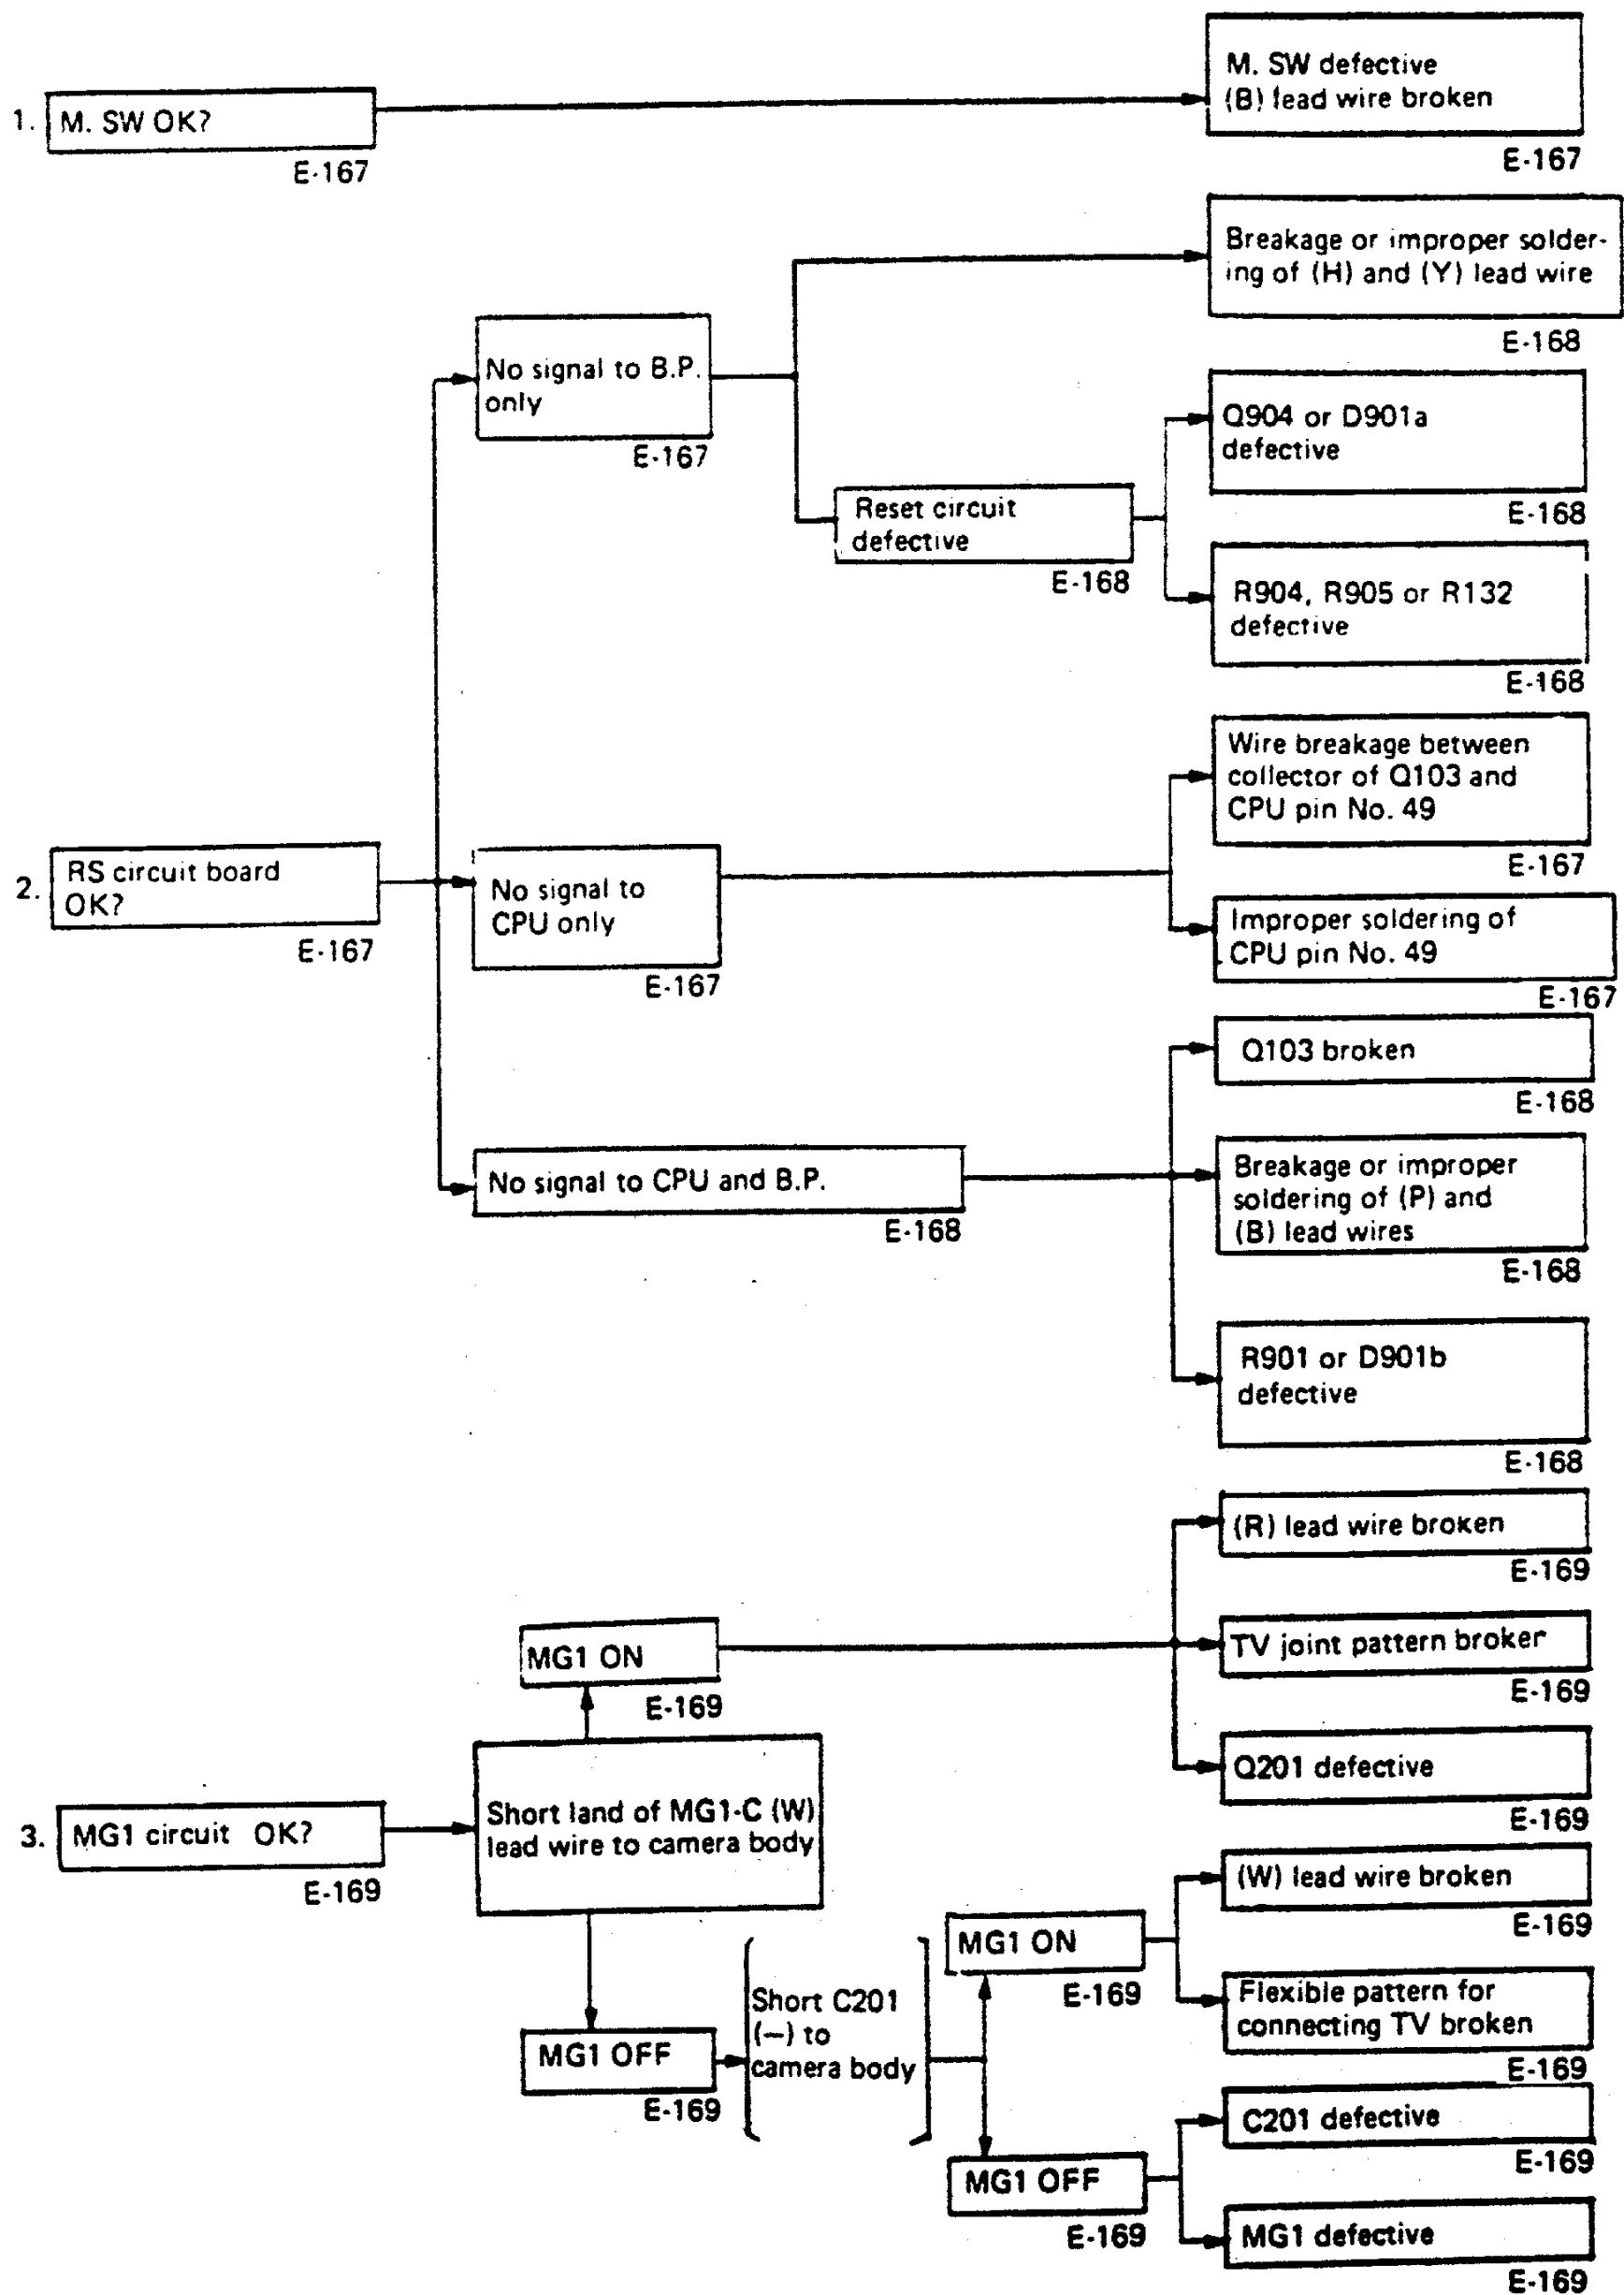 1. M. SW OK?
E-167
M. SW defective
(B) lead wire broken
E-167
2. RS circuit board
OK?
E-167
No signal to B.P.
only
E-167
Breakage or improper solder-
ing of (H) and (Y) lead wire
E-168
Reset circuit
defective
E-168
Q904 or D901a
defective
E-168
R904, R905 or R132
defective
E-168
No signal to
CPU only
E-167
Wire breakage between
collector of Q103 and
CPU pin No. 49
E-167
Improper soldering of
CPU pin No. 49
E-167
No signal to CPU and B.P.
E-168
Q103 broken
E-168
Breakage or improper
soldering of (P) and
(B) lead wires
E-168
R901 or D901b
defective
E-168
3. MG1 circuit OK?
E-169
Short land of MG1-C (W)
lead wire to camera body
MG1 ON
E-169
(R) lead wire broken
E-169
TV joint pattern broker
E-169
Q201 defective
E-169
MG1 OFF
E-169
Short C201
(—) to
camera body
MG1 ON
E-169
(W) lead wire broken
E-169
Flexible pattern for
connecting TV broken
E-169
MG1 OFF
E-169
C201 defective
E-169
MG1 defective
E-169